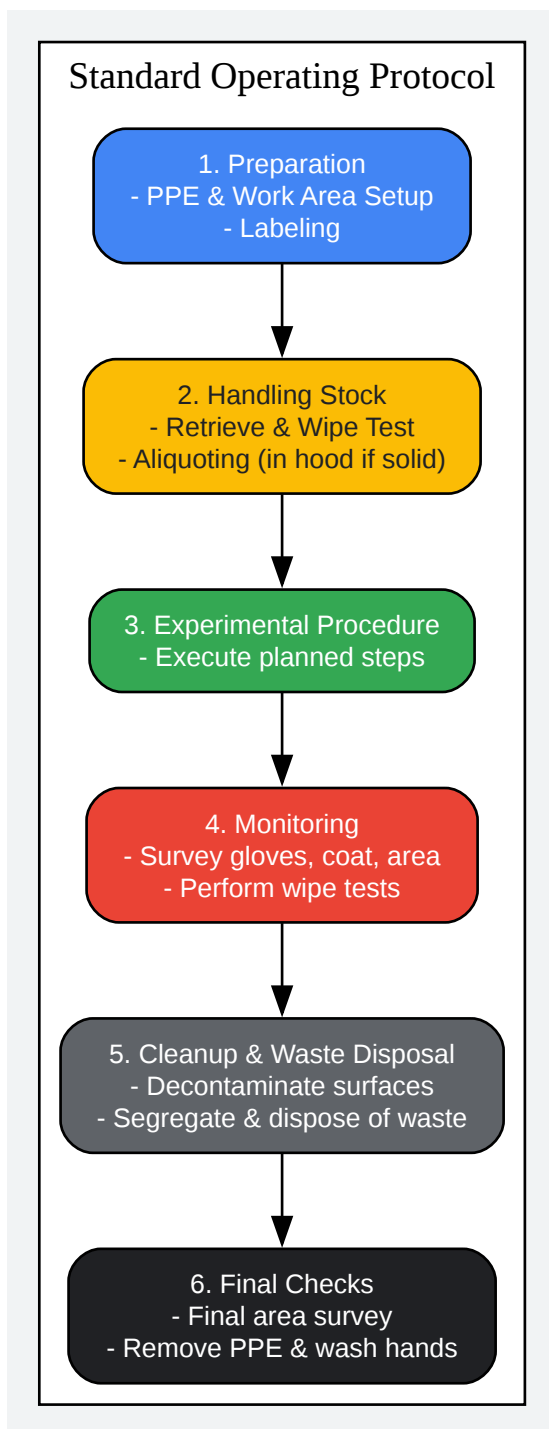 Standard Operating Protocol
1. Preparation
- PPE & Work Area Setup
- Labeling
2. Handling Stock
- Retrieve & Wipe Test
- Aliquoting (in hood if solid)
3. Experimental Procedure
- Execute planned steps
4. Monitoring
- Survey gloves, coat, area
- Perform wipe tests
5. Cleanup & Waste Disposal
- Decontaminate surfaces
- Segregate & dispose of waste
6. Final Checks
- Final area survey
- Remove PPE & wash hands